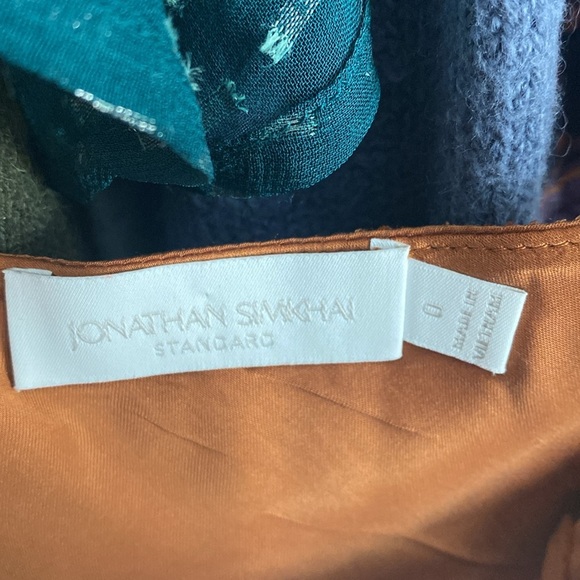 JONATHAN SIMKHAI
STANDARD
0
MADE IN
VIETNAM